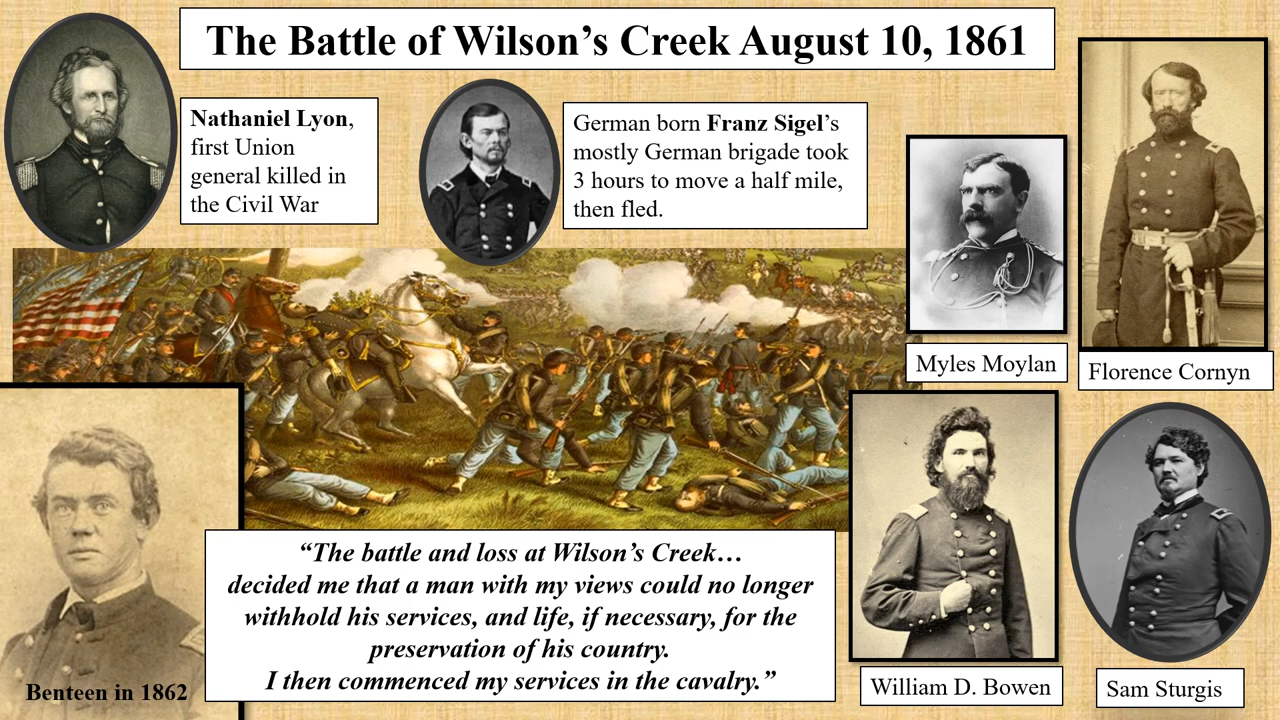 The Battle of Wilson’s Creek August 10, 1861
Nathaniel Lyon,
first Union
general killed in
the Civil War
German born Franz Sigel’s
mostly German brigade took
3 hours to move a half mile,
then fled.
Myles Moylan
Florence Cornyn
“The battle and loss at Wilson’s Creek…
decided me that a man with my views could no longer
withhold his services, and life, if necessary, for the
preservation of his country.
I then commenced my services in the cavalry.”
Benteen in 1862
William D. Bowen
Sam Sturgis